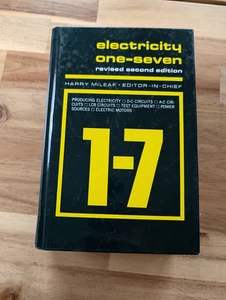 electricity
one-seven
revised second edition
HARRY MILEAF • EDITOR-IN-CHIEF
PRODUCING ELECTRICITY □ D-C CIRCUITS □ A-C CIR-
CUITS □ LCR CIRCUITS □ TEST EQUIPMENT □ POWER
SOURCES □ ELECTRIC MOTORS
1-7